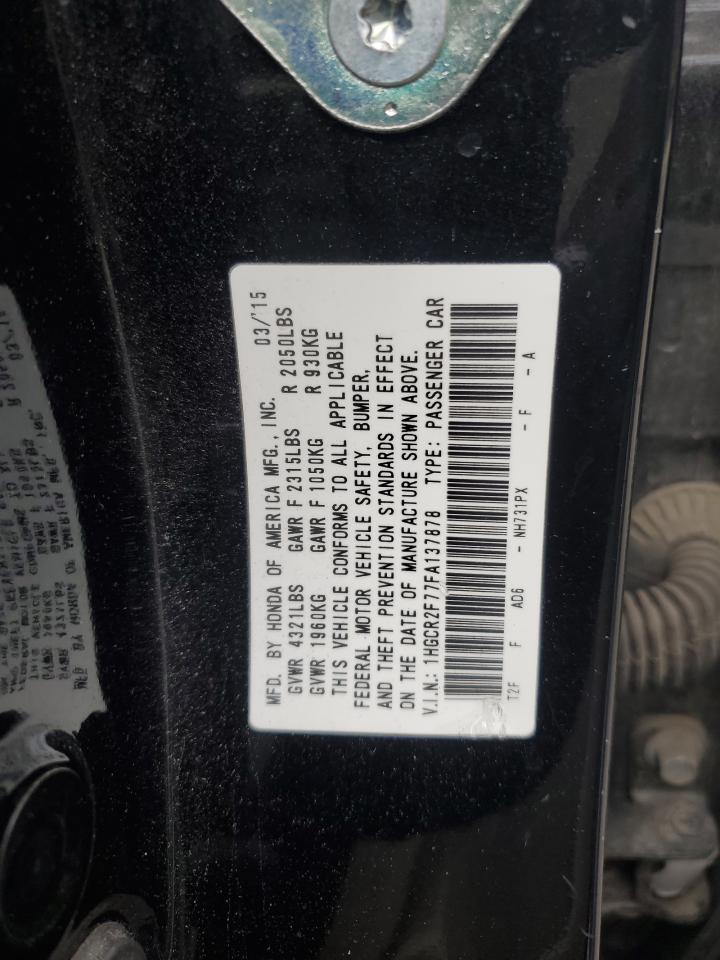 MFD. BY HONDA OF AMERICA MFG., INC. 03/'15
GVWR 4321LBS GAWR F 2315LBS R 2050LBS
GVWR 1960KG GAWR F 1050KG R 930KG
THIS VEHICLE CONFORMS TO ALL APPLICABLE
FEDERAL MOTOR VEHICLE SAFETY, BUMPER,
AND THEFT PREVENTION STANDARDS IN EFFECT
ON THE DATE OF MANUFACTURE SHOWN ABOVE.
V.I.N.: 1HGCR2F77FA137878 TYPE: PASSENGER CAR
T2F F AD6 - NH731PX - F - A